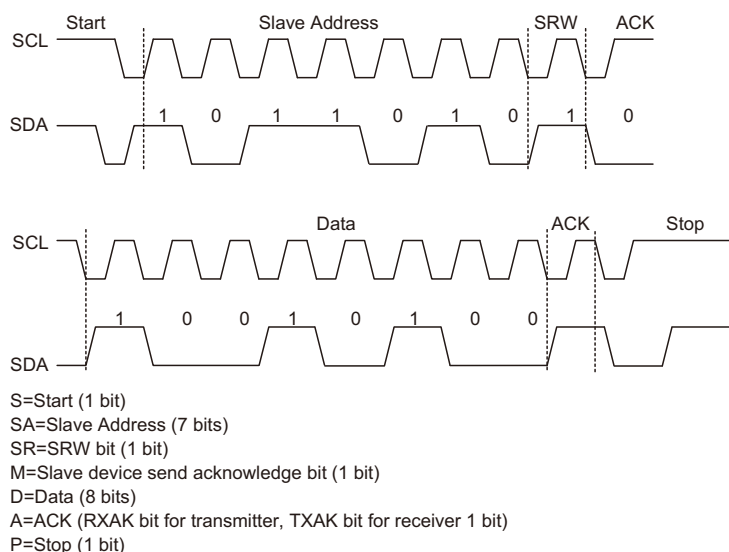 Start Slave Address SRW ACK
SCL
1 0 1 1 0 1 0 1 0
SDA
Data ACK Stop
SCL
1 0 0 1 0 1 0 0
SDA
S=Start (1 bit)
SA=Slave Address (7 bits)
SR=SRW bit (1 bit)
M=Slave device send acknowledge bit (1 bit)
D=Data (8 bits)
A=ACK (RXAK bit for transmitter, TXAK bit for receiver 1 bit)
P=Stop (1 bit)